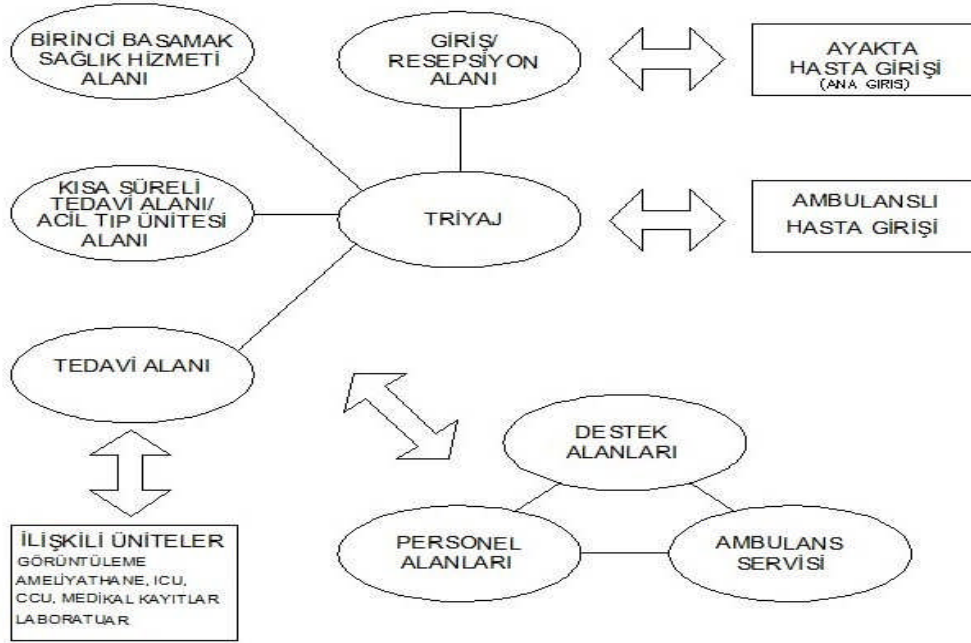 BİRİNCİ BASAMAK
SAĞLIK HİZMETİ
ALANI
GİRİŞ/
RESEPSİYON
ALANI
AYAKTA
HASTA GİRİŞİ
(ANA GIRIS)
KISA SÜRELİ
TEDAVİ ALANI/
ACİL TIP ÜNİTESİ
ALANI
TRİYAJ
AMBULANSLI
HASTA GİRİŞİ
TEDAVİ ALANI
DESTEK
ALANLARI
PERSONEL
ALANLARI
AMBULANS
SERVİSİ
İLİŞKİLİ ÜNİTELER
GÖRÜNTÜLEME
AMELİYATHANE, ICU,
CCU, MEDİKAL KAYITLAR
LABORATUAR